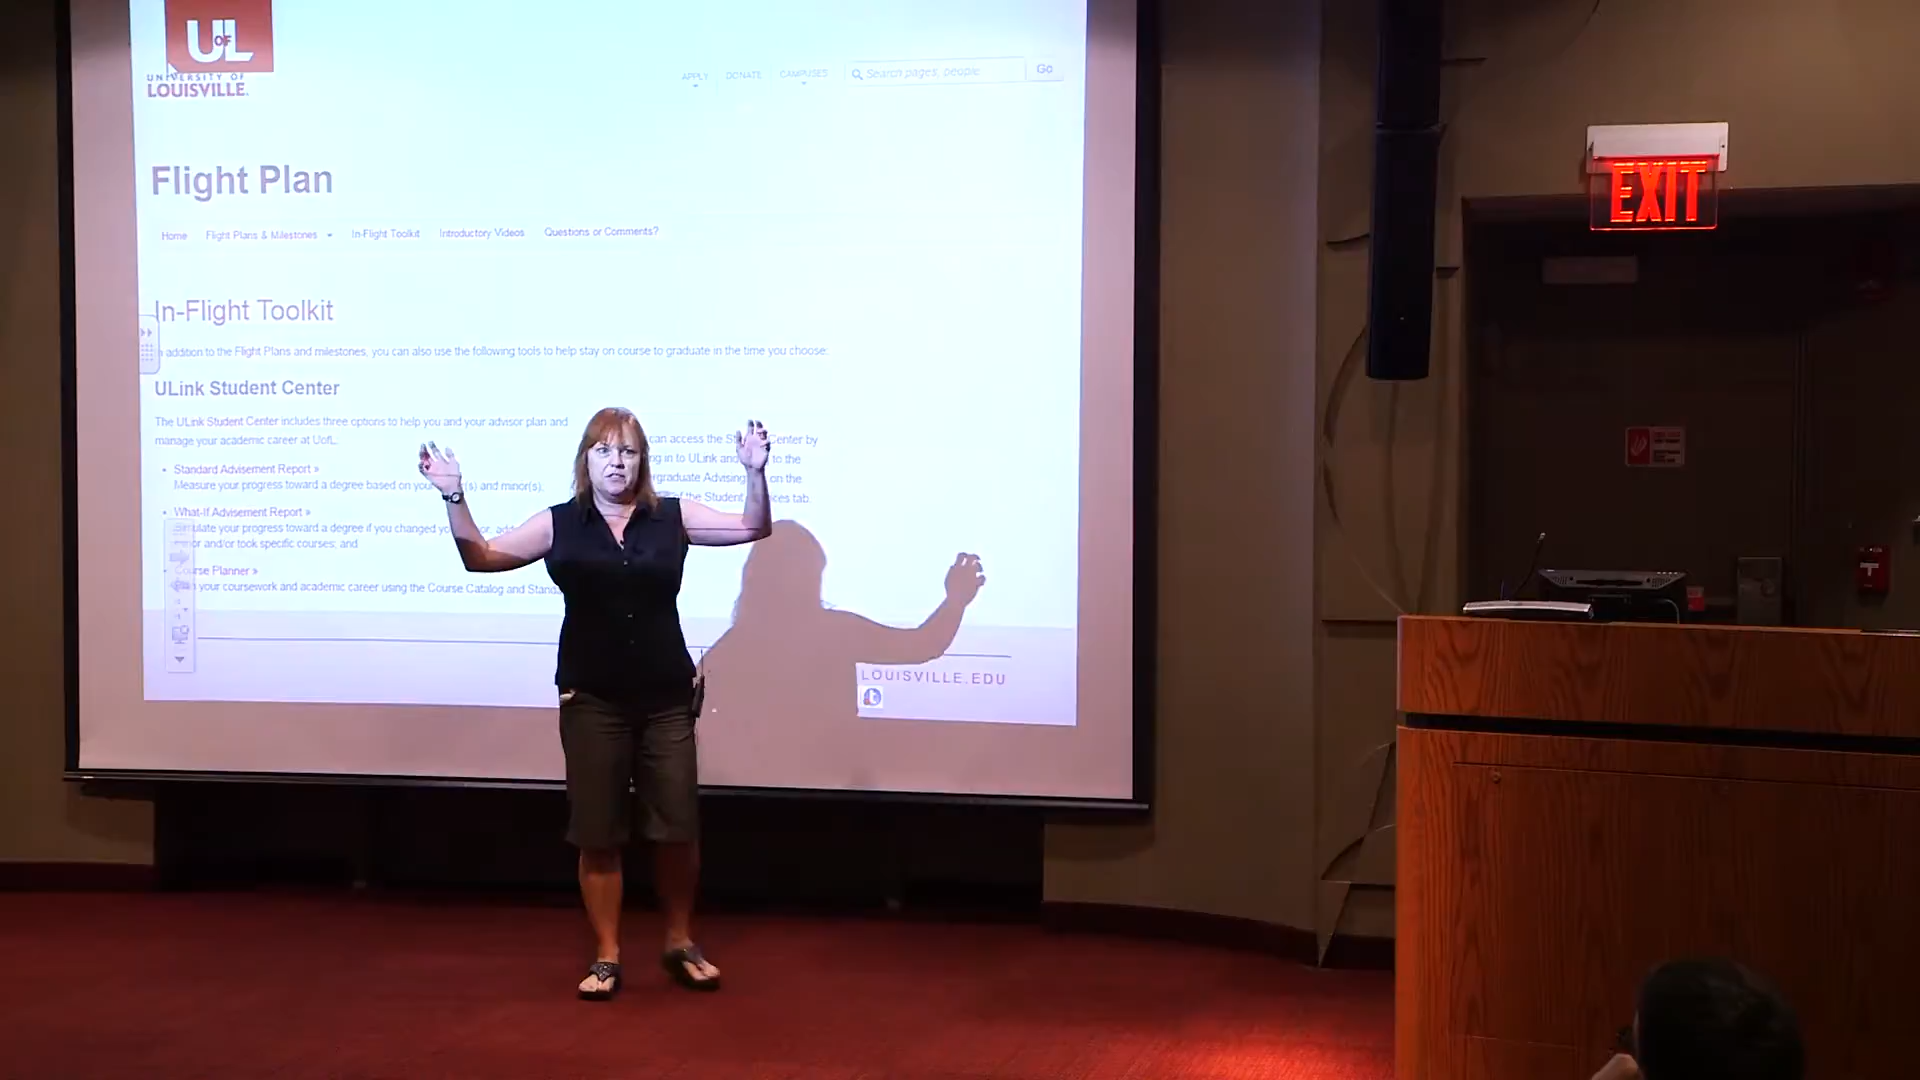 UofL
UNIVERSITY OF
LOUISVILLE.
APPLY DONATE CAMPUSES Search pages, people Go
Flight Plan
Home Flight Plans & Milestones In-Flight Toolkit Introductory Videos Questions or Comments?
In-Flight Toolkit
addition to the Flight Plans and milestones, you can also use the following tools to help stay on course to graduate in the time you choose:
ULink Student Center
The ULink Student Center includes three options to help you and your advisor plan and
manage your academic career at UofL.
Standard Advisement Report »
Measure your progress toward a degree based on your and minor(s).
What-If Advisement Report »
your progress toward a degree if you changed
and/or took specific courses; and
Course Planner »
your coursework and academic career using the Course Catalog and
can access the Center by
in to ULink and to the
Advising on the
of the Student tab.
LOUISVILLE.EDU
EXIT